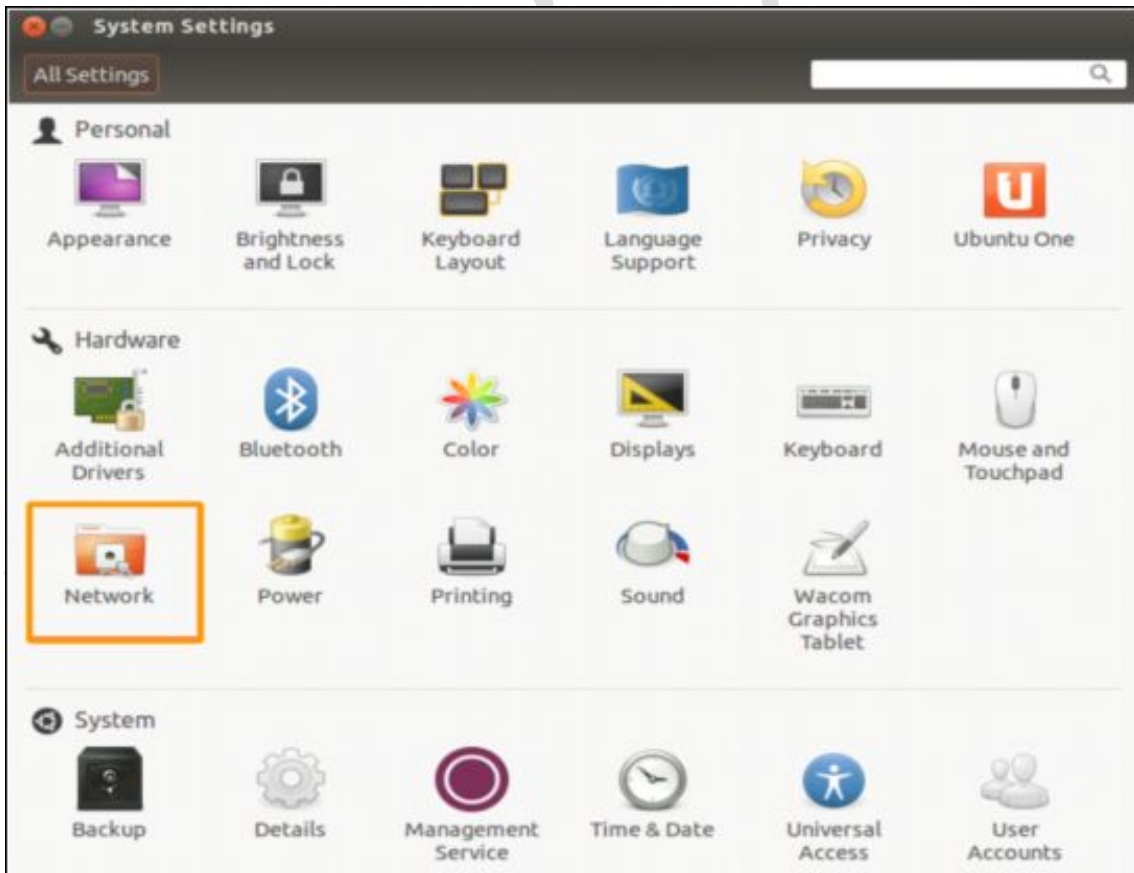 System Settings
All Settings
Personal
Appearance
Brightness
and Lock
Keyboard
Layout
Language
Support
Privacy
Ubuntu One
Hardware
Additional
Drivers
Bluetooth
Color
Displays
Keyboard
Mouse and
Touchpad
Network
Power
Printing
Sound
Wacom
Graphics
Tablet
System
Backup
Details
Management
Service
Time & Date
Universal
Access
User
Accounts